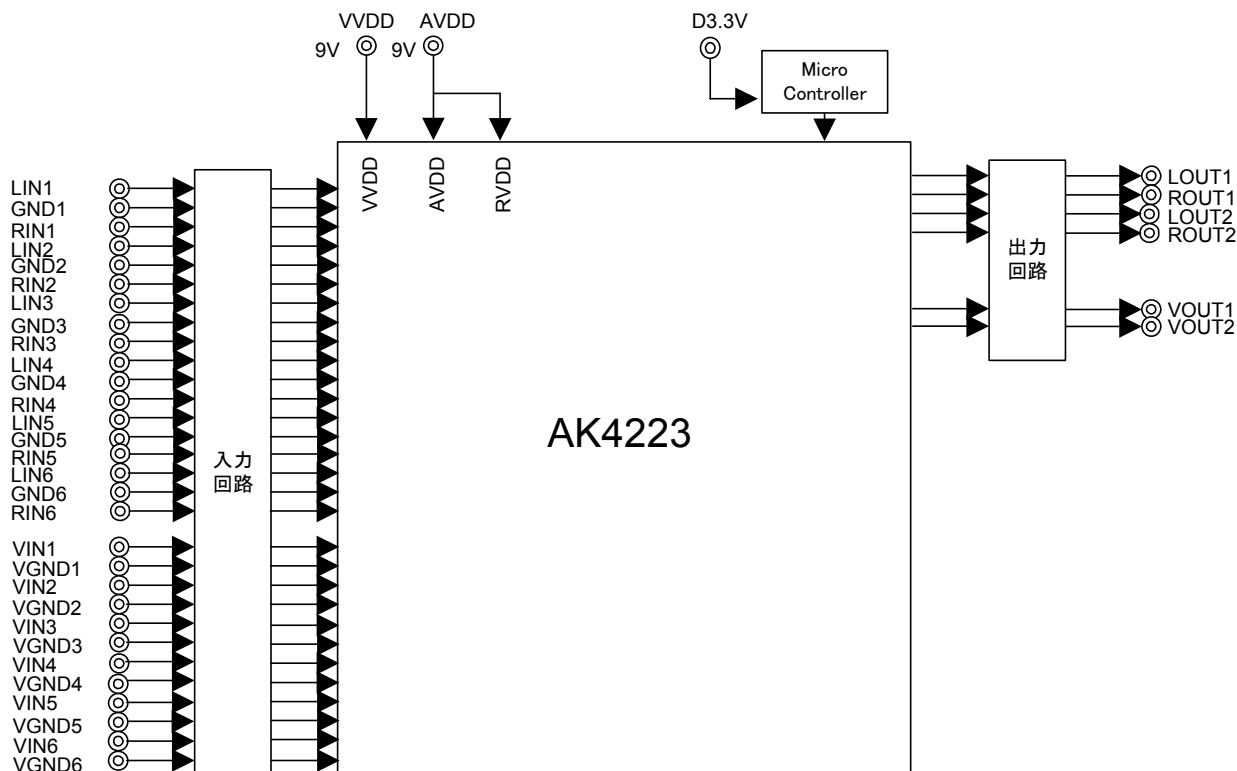 VVDD
AVDD
D3.3V
9V
9V
Micro
Controller
VVDD
AVDD
RVDD
LIN1
GND1
RIN1
LIN2
GND2
RIN2
LIN3
GND3
RIN3
LIN4
GND4
RIN4
LIN5
GND5
RIN5
LIN6
GND6
RIN6
VIN1
VGND1
VIN2
VGND2
VIN3
VGND3
VIN4
VGND4
VIN5
VGND5
VIN6
VGND6
入力
回路
AK4223
出力
回路
LOUT1
ROUT1
LOUT2
ROUT2
VOUT1
VOUT2